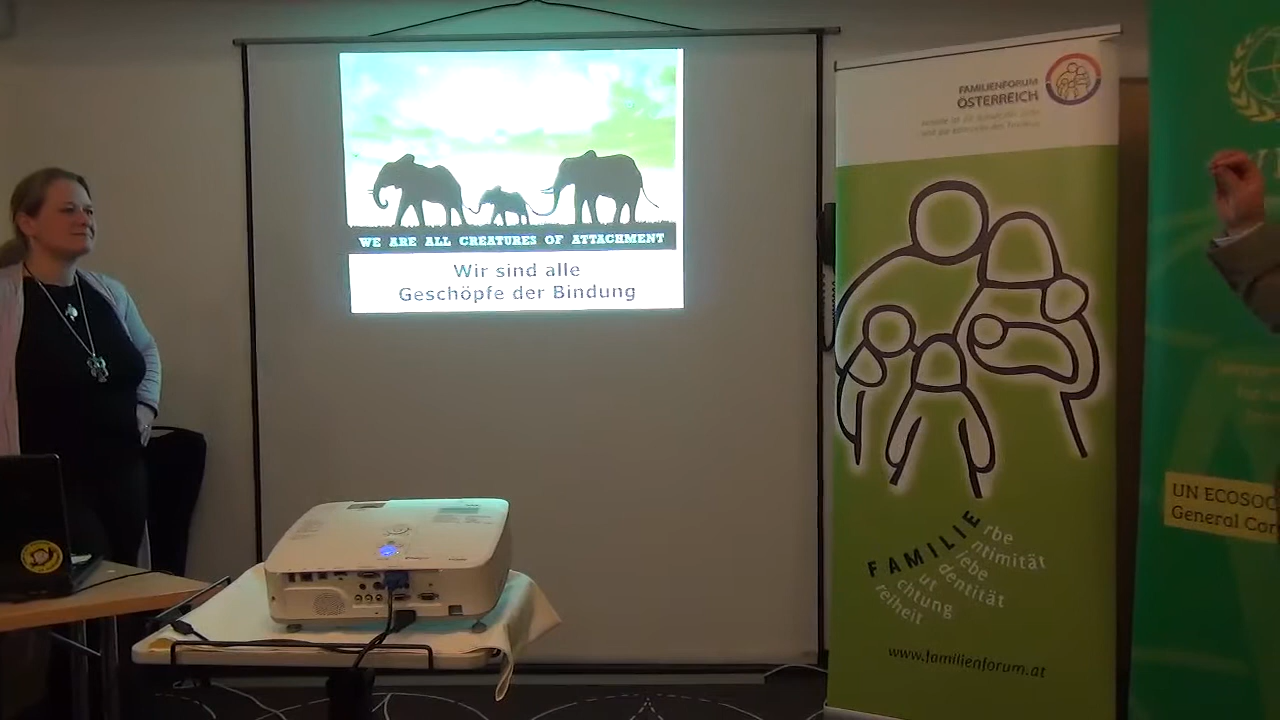 WE ARE ALL CREATURES OF ATTACHMENT
Wir sind alle
Geschöpfe der Bindung
FAMILIENFORUM
ÖSTERREICH
FAMILIE
rbe
ntimität
iebe
dentität
ut
chtung
reiheit
www.familienforum.at
UN ECOSOC
General Con